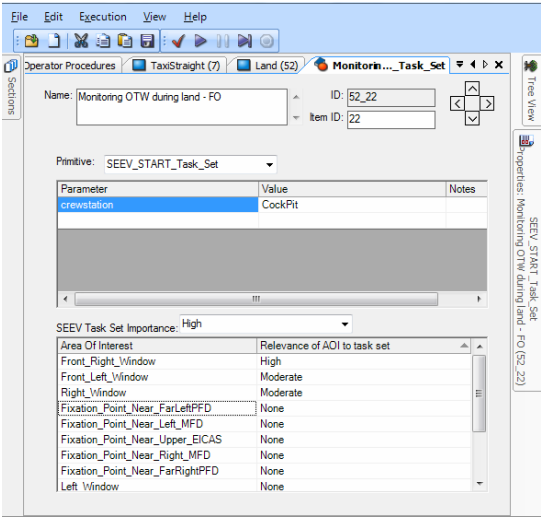 File Edit Execution View Help
Operator Procedures TaxiStraight (7) Land (52) Monitorin..._Task_Set
Sections
Tree View
Name: Monitoring OTW during land - FO
ID: 52_22
Item ID: 22
Primitive: SEEV_START_Task_Set
Parameter Value Notes
crewstation CockPit
SEEV Task Set Importance: High
Area Of Interest Relevance of AOI to task set
Front_Right_Window High
Front_Left_Window Moderate
Right_Window Moderate
Fixation_Point_Near_FarLeftPFD None
Fixation_Point_Near_Left_MFD None
Fixation_Point_Near_Upper_EICAS None
Fixation_Point_Near_Right_MFD None
Fixation_Point_Near_FarRightPFD None
Left_Window None
SEEV_START_Task_Set
Properties: Monitoring OTW during land - FO (52_22)